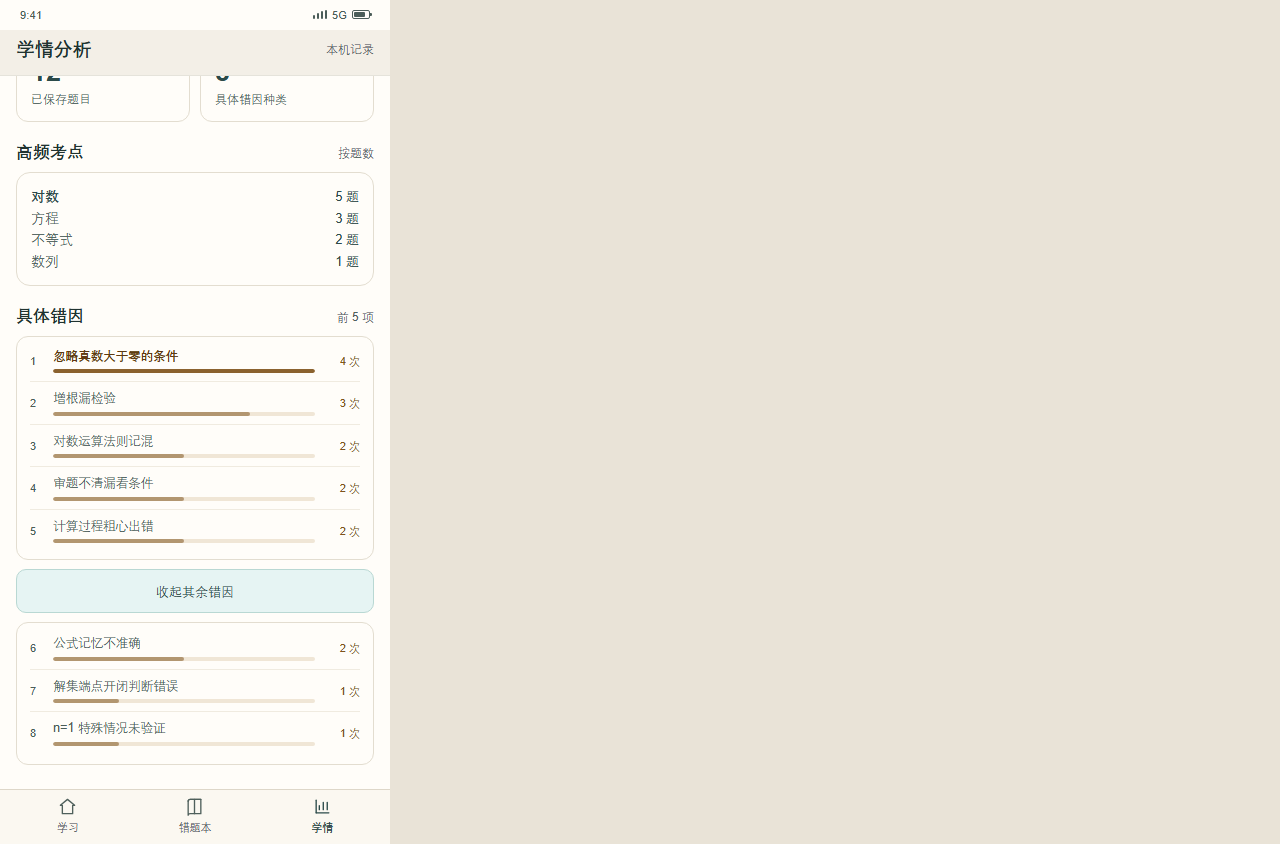 9:41
5G
学情分析
本机记录
已保存题目
具体错因种类
高频考点
按题数
对数 5 题
方程 3 题
不等式 2 题
数列 1 题
具体错因
前 5 项
1 忽略真数大于零的条件 4 次
2 增根漏检验 3 次
3 对数运算法则记混 2 次
4 审题不清漏看条件 2 次
5 计算过程粗心出错 2 次
收起其余错因
6 公式记忆不准确 2 次
7 解集端点开闭判断错误 1 次
8 n=1 特殊情况未验证 1 次
学习
错题本
学情